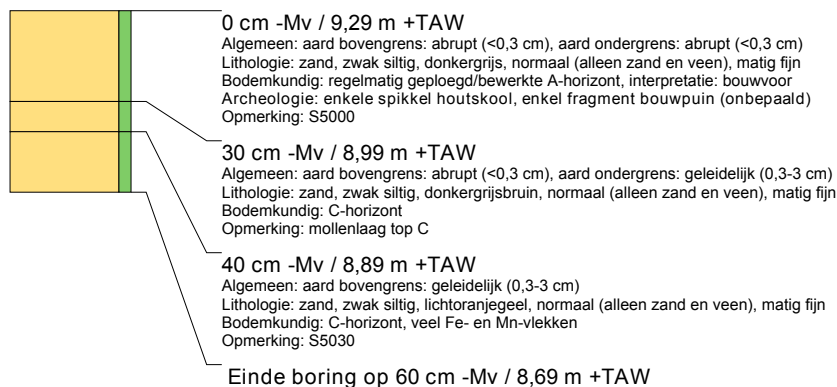 0 cm -Mv / 9,29 m +TAW
Algemeen: aard bovengrens: abrupt (<0,3 cm), aard ondergrens: abrupt (<0,3 cm)
Lithologie: zand, zwak siltig, donkergrijs, normaal (alleen zand en veen), matig fijn
Bodemkundig: regelmatig geploegd/bewerkte A-horizont, interpretatie: bouwvoor
Archeologie: enkele spikkel houtskool, enkel fragment bouwpuin (onbepaald)
Opmerking: S5000
30 cm -Mv / 8,99 m +TAW
Algemeen: aard bovengrens: abrupt (<0,3 cm), aard ondergrens: geleidelijk (0,3-3 cm)
Lithologie: zand, zwak siltig, donkergrijsbruin, normaal (alleen zand en veen), matig fijn
Bodemkundig: C-horizont
Opmerking: mollenlaag top C
40 cm -Mv / 8,89 m +TAW
Algemeen: aard bovengrens: geleidelijk (0,3-3 cm)
Lithologie: zand, zwak siltig, lichtoranjegeel, normaal (alleen zand en veen), matig fijn
Bodemkundig: C-horizont, veel Fe- en Mn-vlekken
Opmerking: S5030
Einde boring op 60 cm -Mv / 8,69 m +TAW